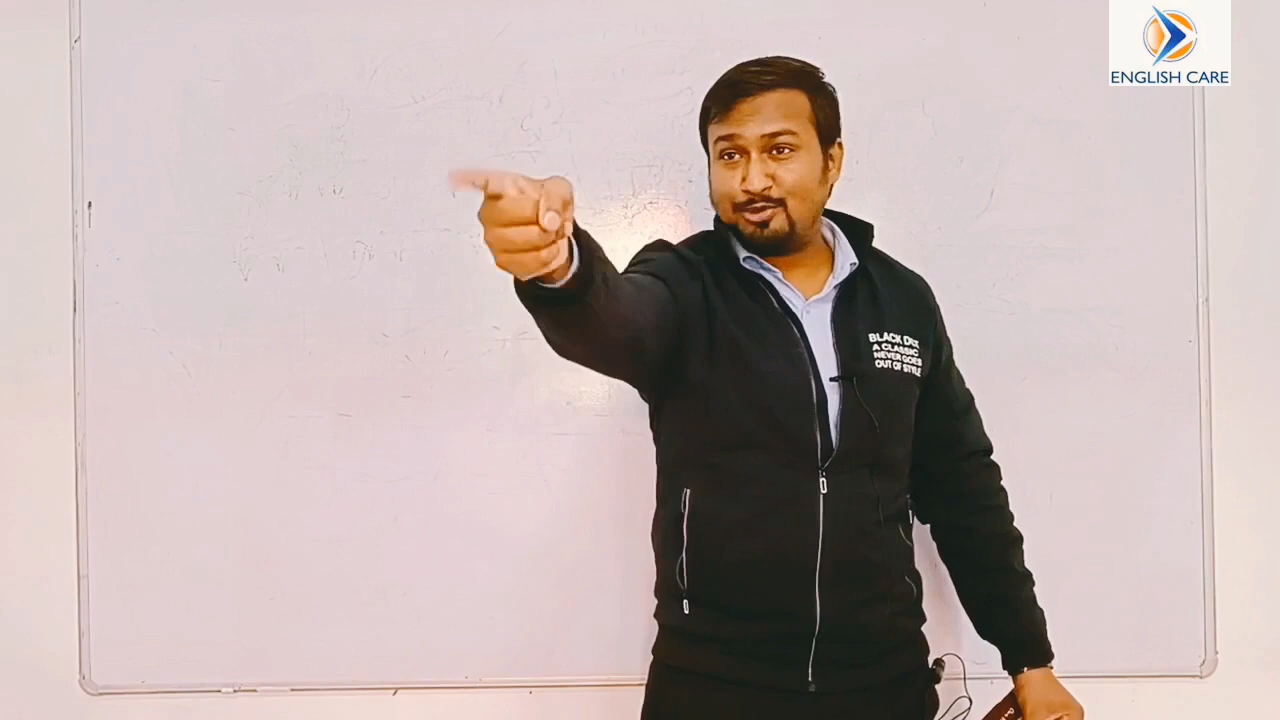 ENGLISH CARE
BLACK
A CLASSIC
NEVER GOES
OUT OF STYLE